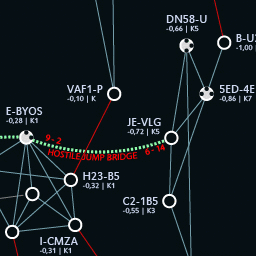 DN58-U
-0,66 | K5
B-U
-1,00 |
VAF1-P
-0,10 | K
5ED-4E
-0,86 | K7
E-BYOS
-0,28 | K1
JE-VLG
-0,72 | K5
9 - 2
HOSTILE JUMP BRIDGE
6 - 14
H23-B5
-0,32 | K1
C2-1B5
-0,55 | K3
I-CMZA
-0,31 | K1